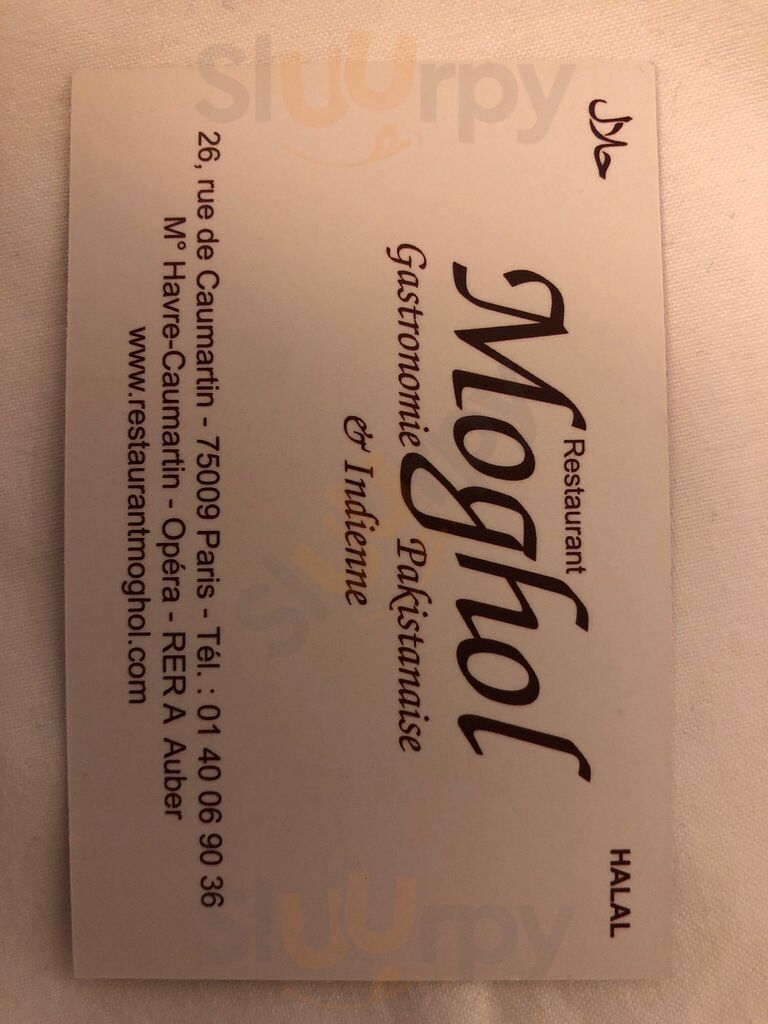 حلال
HALAL
Restaurant
Moghol
Gastronomie Pakistanaise
& Indienne
26, rue de Caumartin - 75009 Paris - Tél. : 01 40 06 90 36
M° Havre-Caumartin - Opéra - RER A Auber
www.restaurantmoghol.com
Sluurpy
Sluurpy
Sluurpy